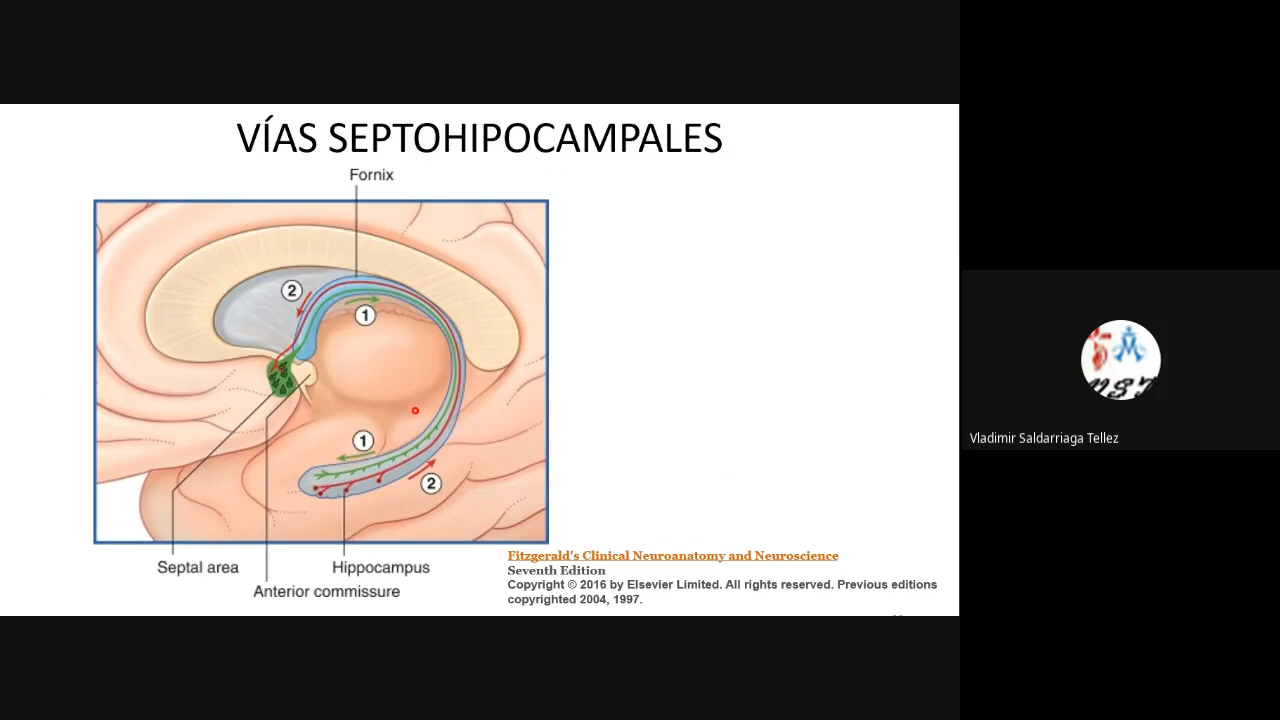 VÍAS SEPTOHIPOCAMPALES
Fornix
2
1
1
2
Septal area
Hippocampus
Anterior commissure
Fitzgerald's Clinical Neuroanatomy and Neuroscience
Seventh Edition
Copyright © 2016 by Elsevier Limited. All rights reserved. Previous editions
copyrighted 2004, 1997.
Vladimir Saldarriaga Tellez